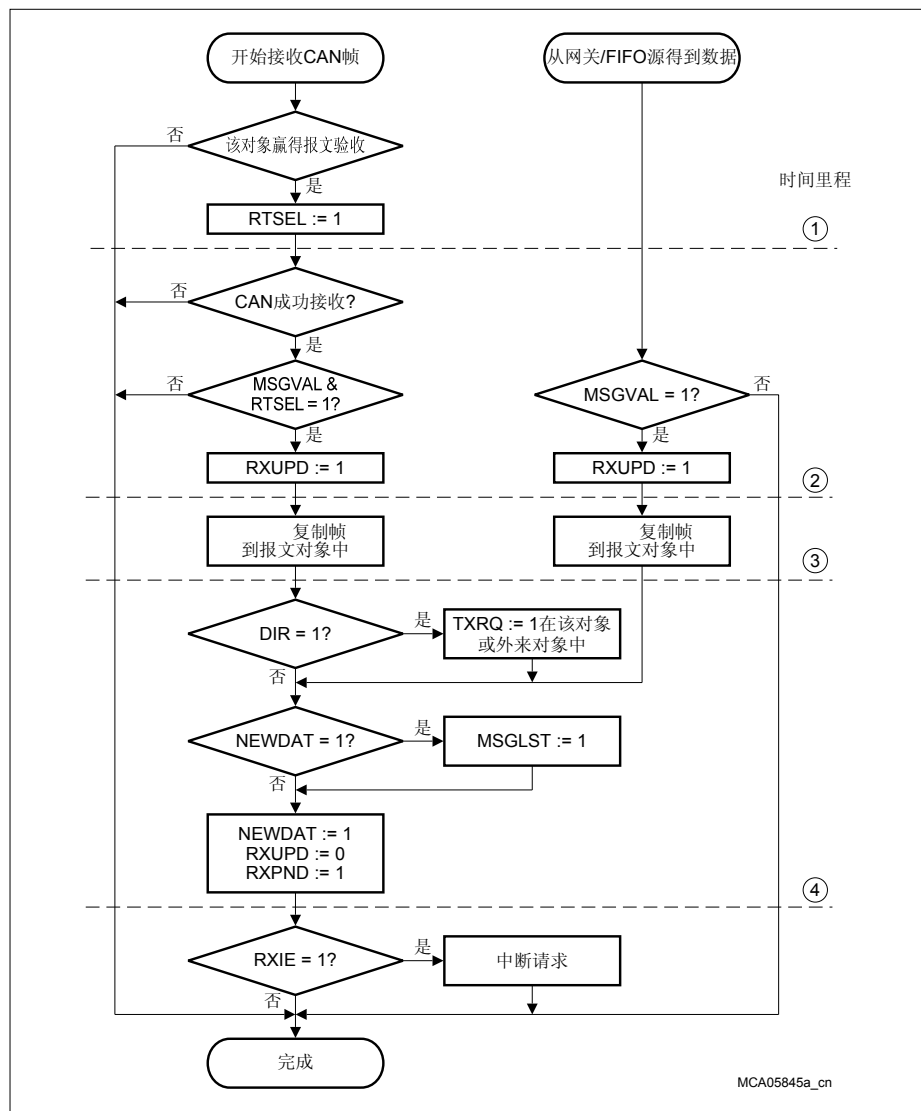 开始接收CAN帧
从网关/FIFO源得到数据
否
该对象赢得报文验收
是
时间里程
RTSEL := 1
①
否
CAN成功接收?
是
否
MSGVAL &
RTSEL = 1?
MSGVAL = 1?
否
是
是
RXUPD := 1
RXUPD := 1
②
复制帧
到报文对象中
复制帧
到报文对象中
③
DIR = 1?
是
TXRQ := 1在该对象
或外来对象中
否
NEWDAT = 1?
是
MSGLST := 1
否
NEWDAT := 1
RXUPD := 0
RXPND := 1
④
RXIE = 1?
是
中断请求
否
完成
MCA05845a_cn